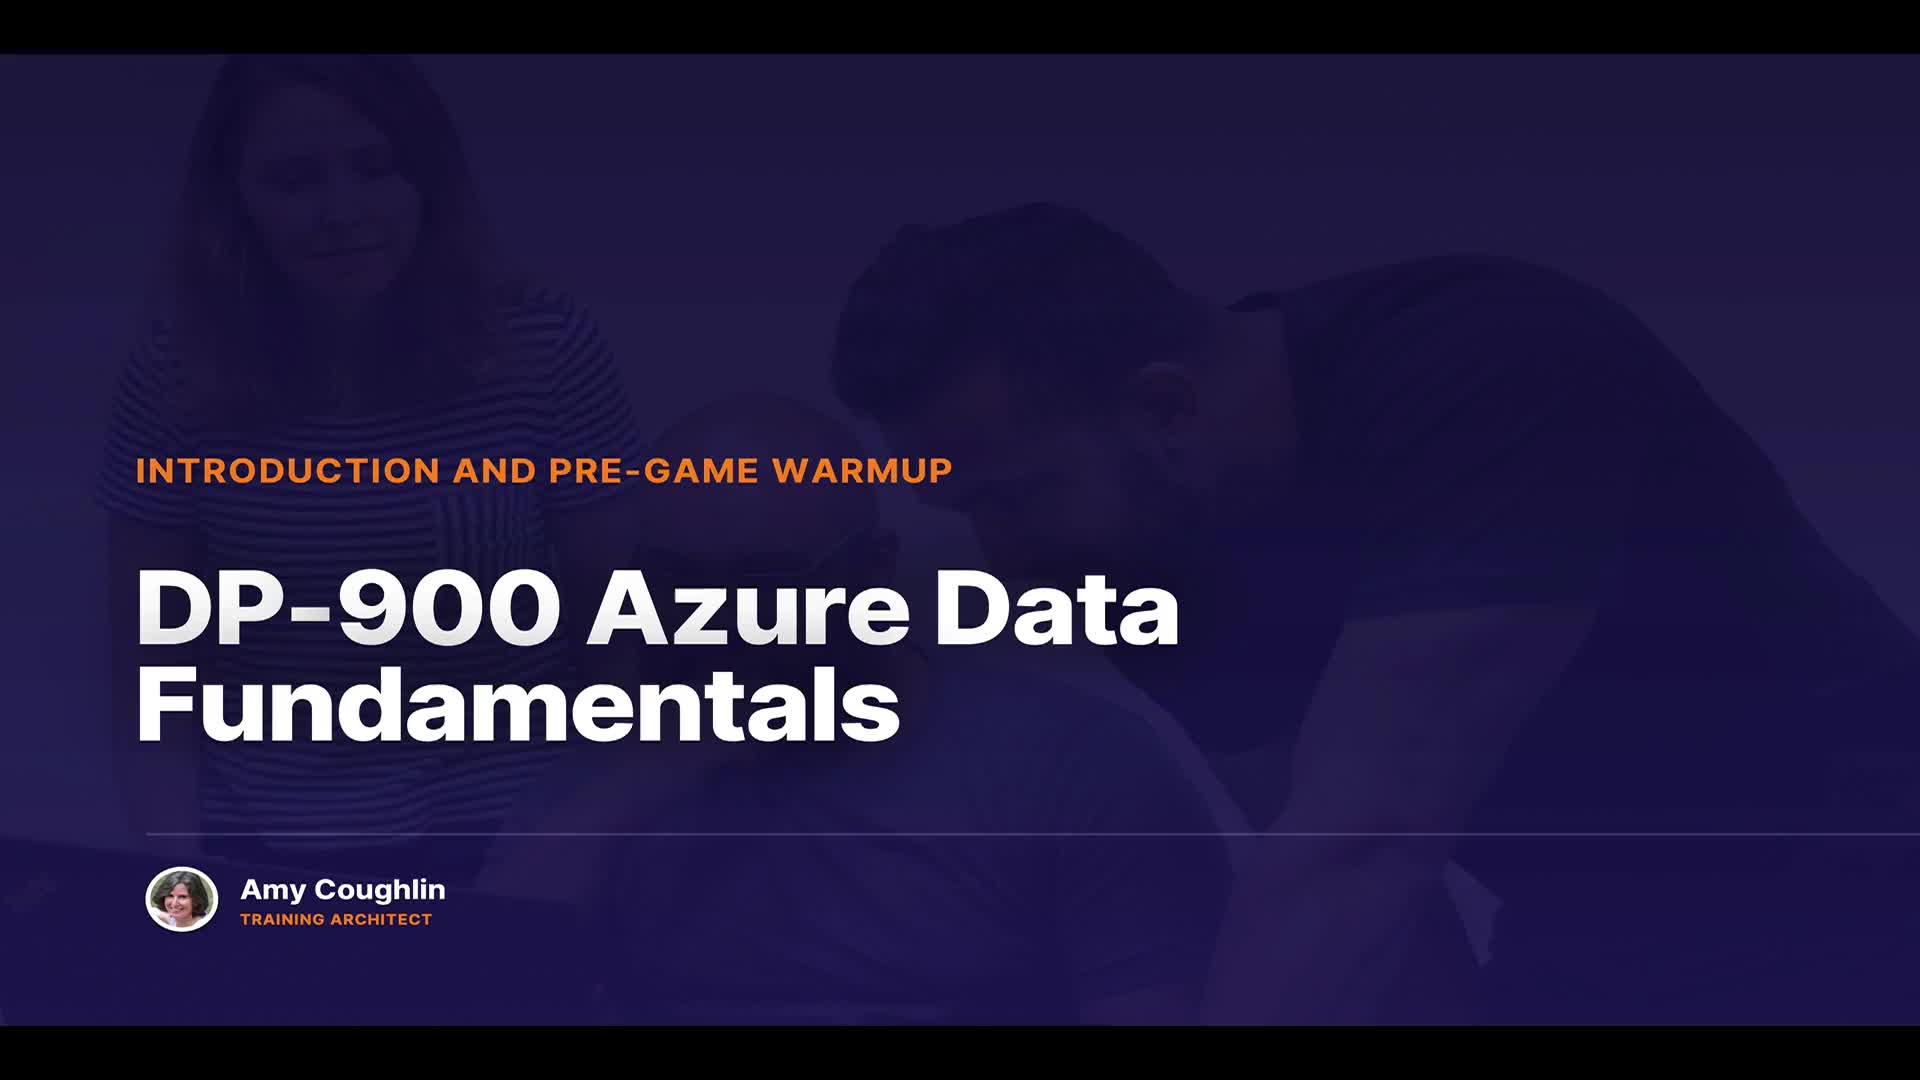 INTRODUCTION AND PRE-GAME WARMUP
DP-900 Azure Data
Fundamentals
Amy Coughlin
TRAINING ARCHITECT